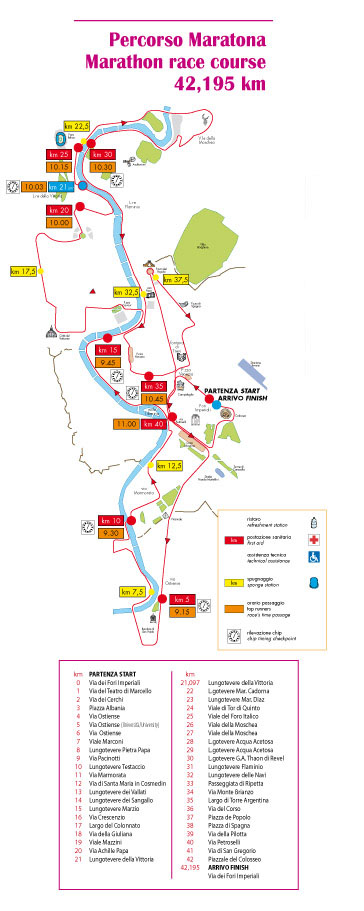 Percorso Maratona
Marathon race course
42,195 km
km 22,5
km 25
10.15
km 30
10.30
Via della
Moschea
10.03
km 21
km 20
10.00
km 17,5
km 37,5
km 32,5
km 15
9.45
km 35
10.45
PARTENZA START
ARRIVO FINISH
11.00
km 40
km 12,5
Via
Marmorata
km 10
9.30
km 7,5
Via
Ostiense
km 5
9.15
ristoro
refreshment station
km
postazione sanitaria
first aid
assistenza tecnica
technical assistance
km
spugnaggio
sponge station
orario passaggio
top runners
race's time passage
rilevazione chip
chip timing checkpoint
km PARTENZA START
0 Via dei Fori Imperiali
1 Via del Teatro di Marcello
2 Via dei Cerchi
3 Piazza Albania
4 Via Ostiense
5 Via Ostiense (Università/University)
6 Via Ostiense
7 Viale Marconi
8 Lungotevere Pietra Papa
9 Via Pacinotti
10 Lungotevere Testaccio
11 Via Marmorata
12 Via di Santa Maria in Cosmedin
13 Lungotevere dei Vallati
14 Lungotevere dei Sangallo
15 Lungotevere Marzio
16 Via Crescenzio
17 Largo del Colonnato
18 Via della Giuliana
19 Viale Mazzini
20 Via Achille Papa
21 Lungotevere della Vittoria
km
21,097 Lungotevere della Vittoria
22 L.gotevere Mar. Cadorna
23 Lungotevere Mar. Diaz
24 Viale di Tor di Quinto
25 Viale del Foro Italico
26 Viale della Moschea
27 Viale della Moschea
28 L.gotevere Acqua Acetosa
29 L.gotevere Acqua Acetosa
30 L.gotevere G.A. Thaon di Revel
31 Lungotevere Flaminio
32 Lungotevere delle Navi
33 Passeggiata di Ripetta
34 Via Monte Brianzo
35 Largo di Torre Argentina
36 Via del Corso
37 Piazza de Popolo
38 Piazza di Spagna
39 Via della Pilotta
40 Via Petroselli
41 Via di San Gregorio
42 Piazzale del Colosseo
42,195 ARRIVO FINISH
Via dei Fori Imperiali